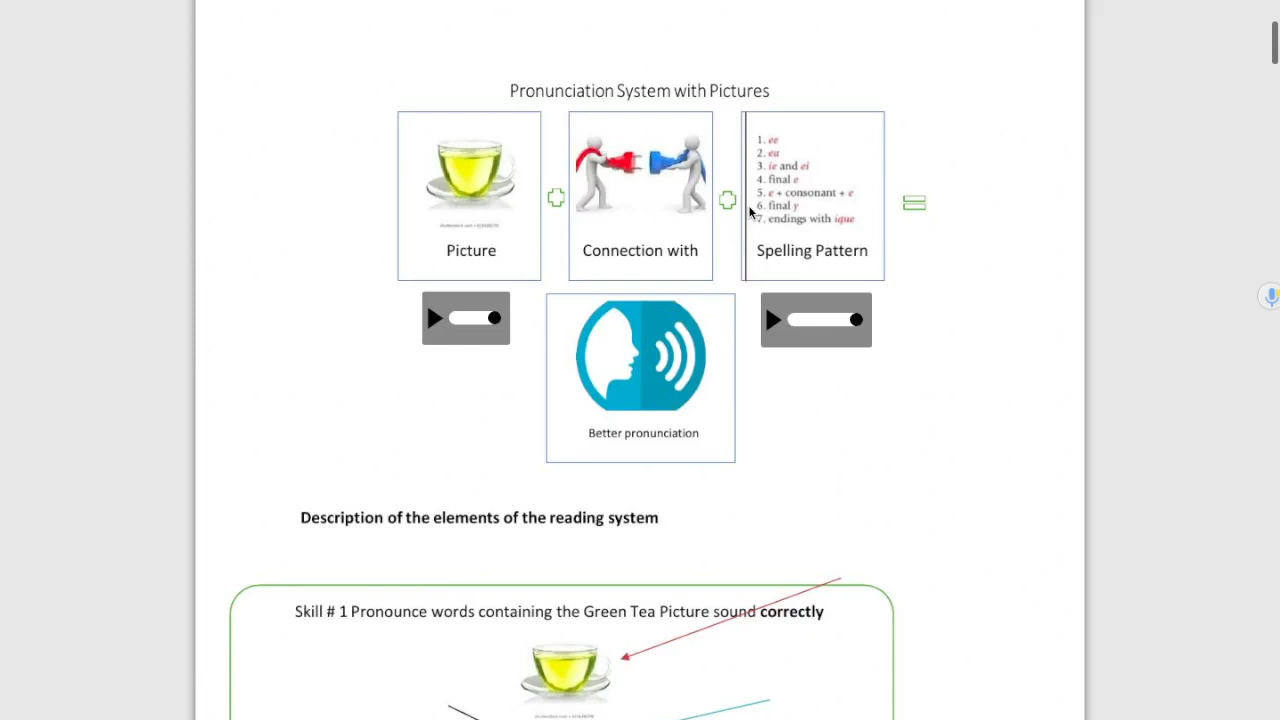 Pronunciation System with Pictures
1. ee
2. ea
3. ie and ei
4. final e
5. e + consonant + e
6. final y
7. endings with ique
Picture
Connection with
Spelling Pattern
Better pronunciation
Description of the elements of the reading system
Skill # 1 Pronounce words containing the Green Tea Picture sound correctly